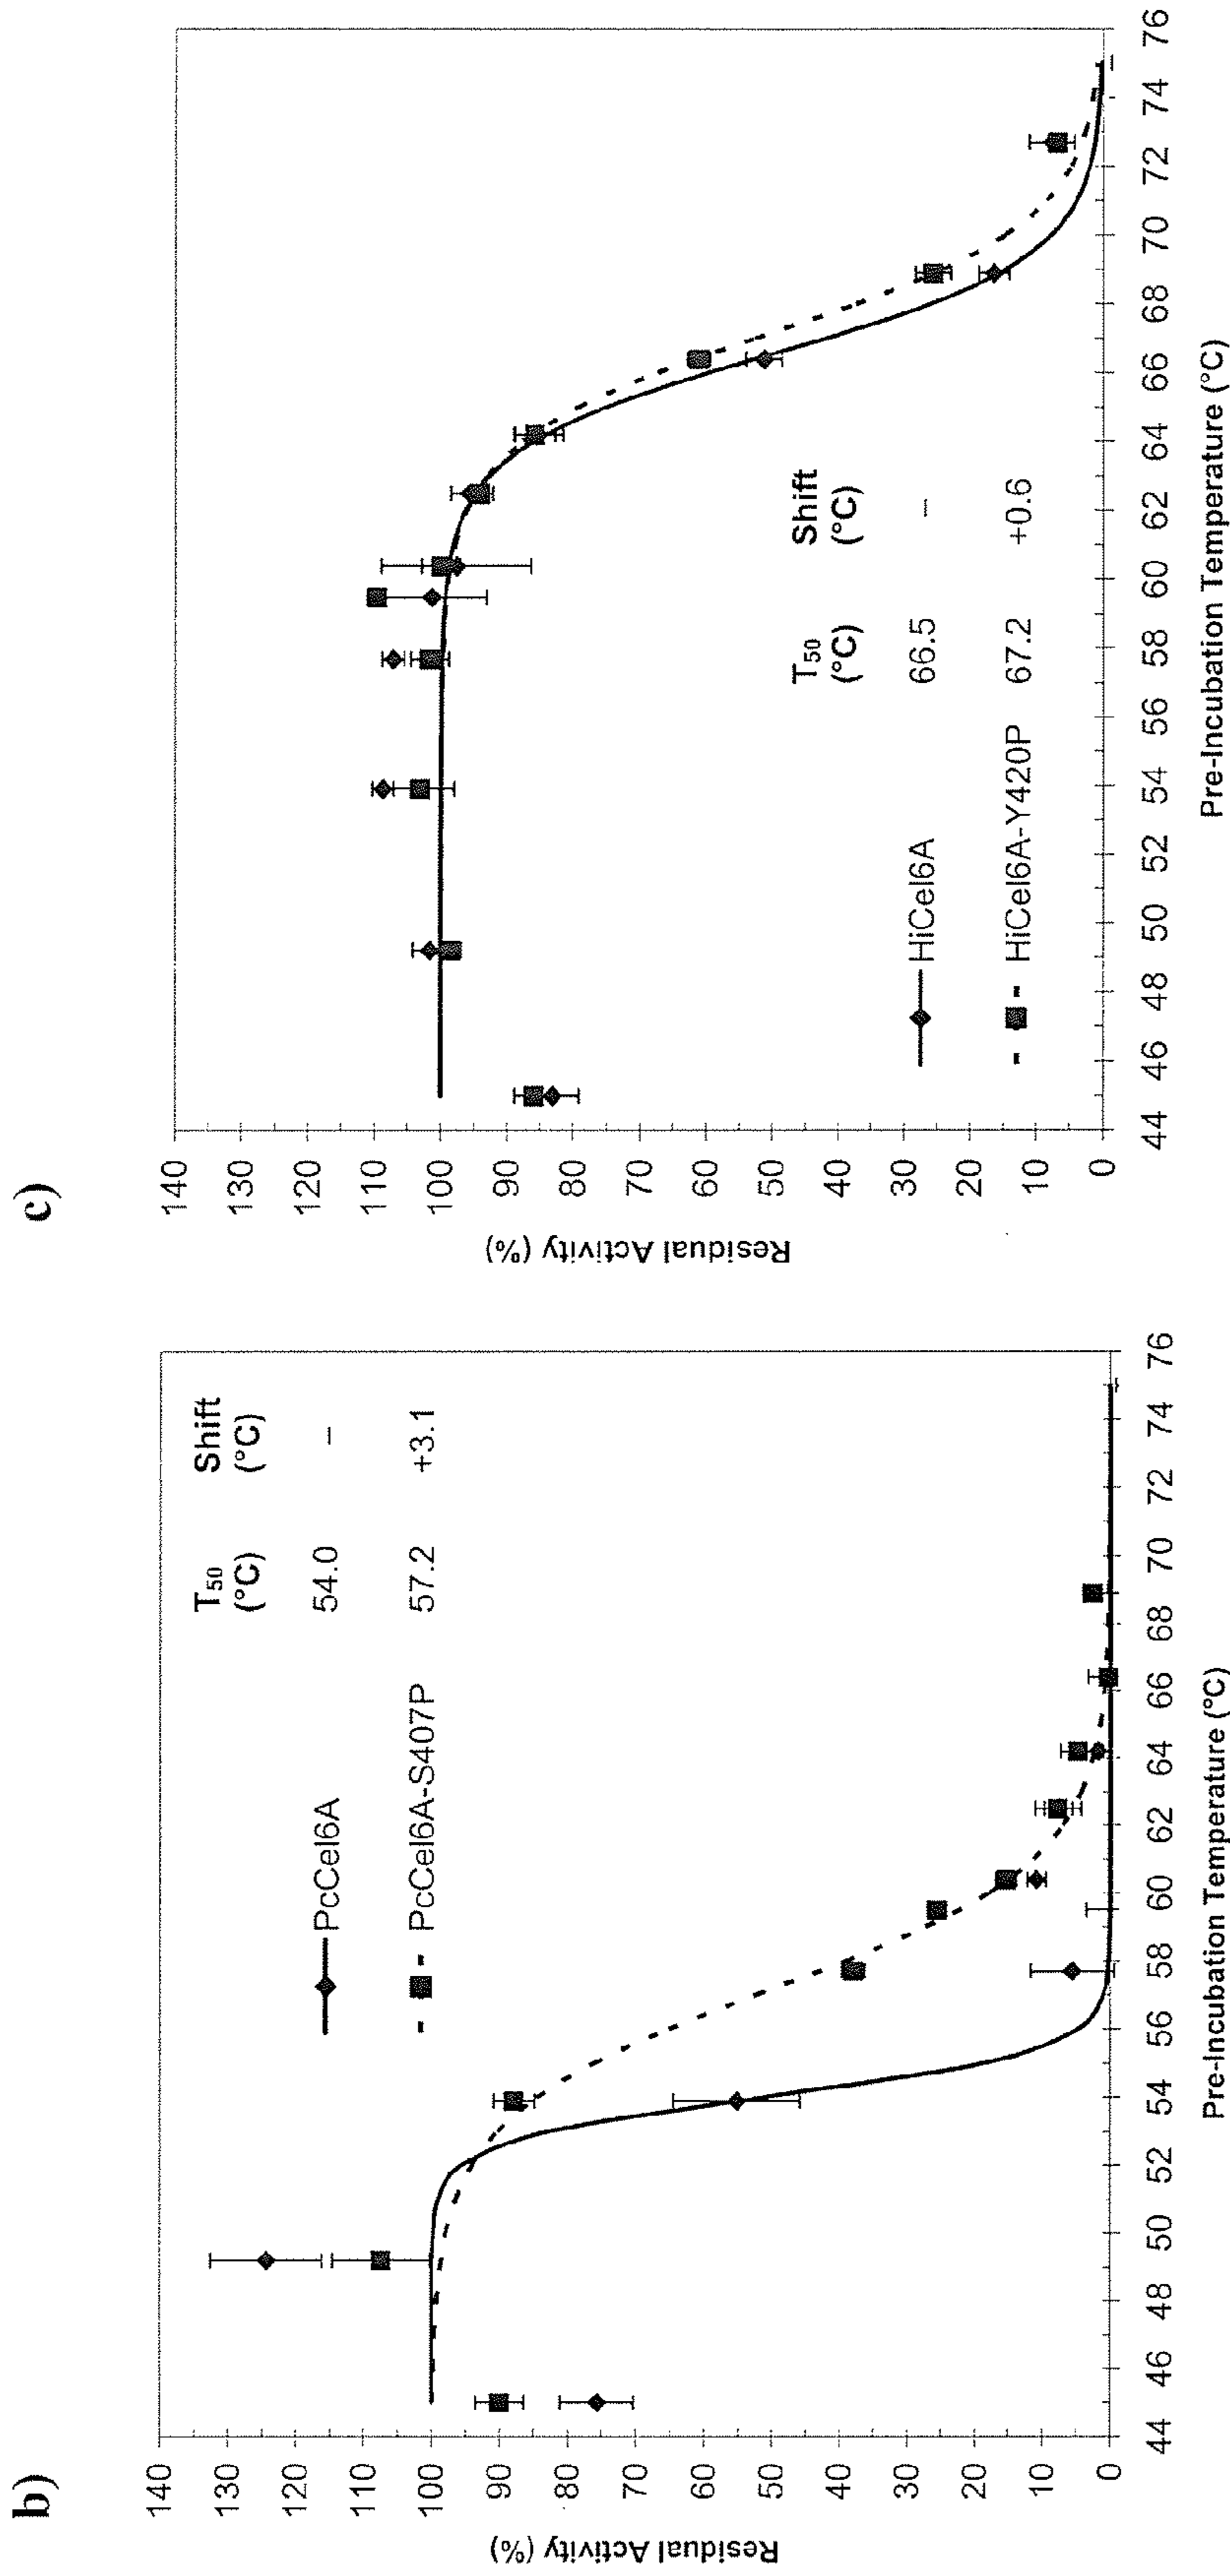 b)
Residual Activity (%)
140
130
120
110
100
90
80
70
60
50
40
30
20
10
0
44 46 48 50 52 54 56 58 60 62 64 66 68 70 72 74 76
Pre-Incubation Temperature (°C)
T50 Shift
(°C) (°C)
PcCel6A 54.0 –
PcCel6A-S407P 57.2 +3.1
c)
Residual Activity (%)
140
130
120
110
100
90
80
70
60
50
40
30
20
10
0
44 46 48 50 52 54 56 58 60 62 64 66 68 70 72 74 76
Pre-Incubation Temperature (°C)
T50 Shift
(°C) (°C)
HiCel6A 66.5 –
HiCel6A-Y420P 67.2 +0.6